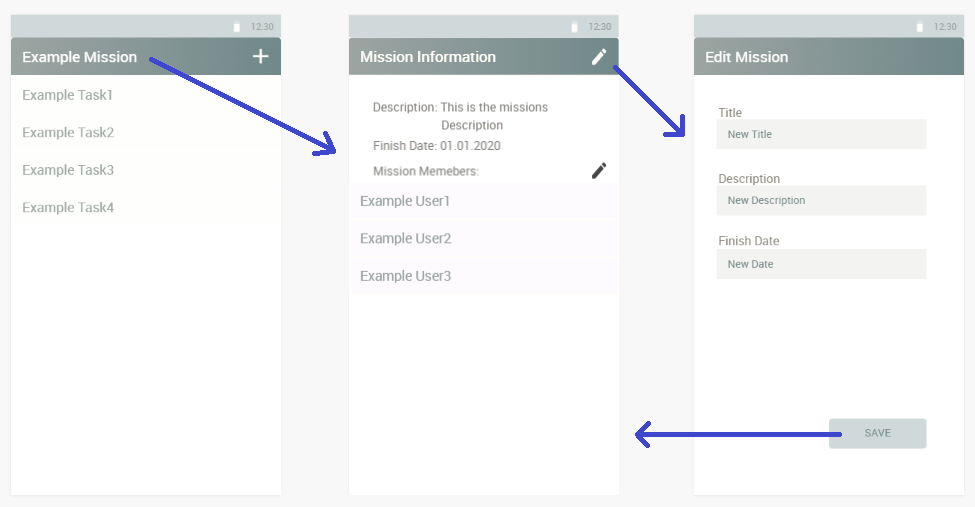 12:30
Example Mission
Example Task1
Example Task2
Example Task3
Example Task4
12:30
Mission Information
Description: This is the missions
Description
Finish Date: 01.01.2020
Mission Memebers:
Example User1
Example User2
Example User3
12:30
Edit Mission
Title
New Title
Description
New Description
Finish Date
New Date
SAVE